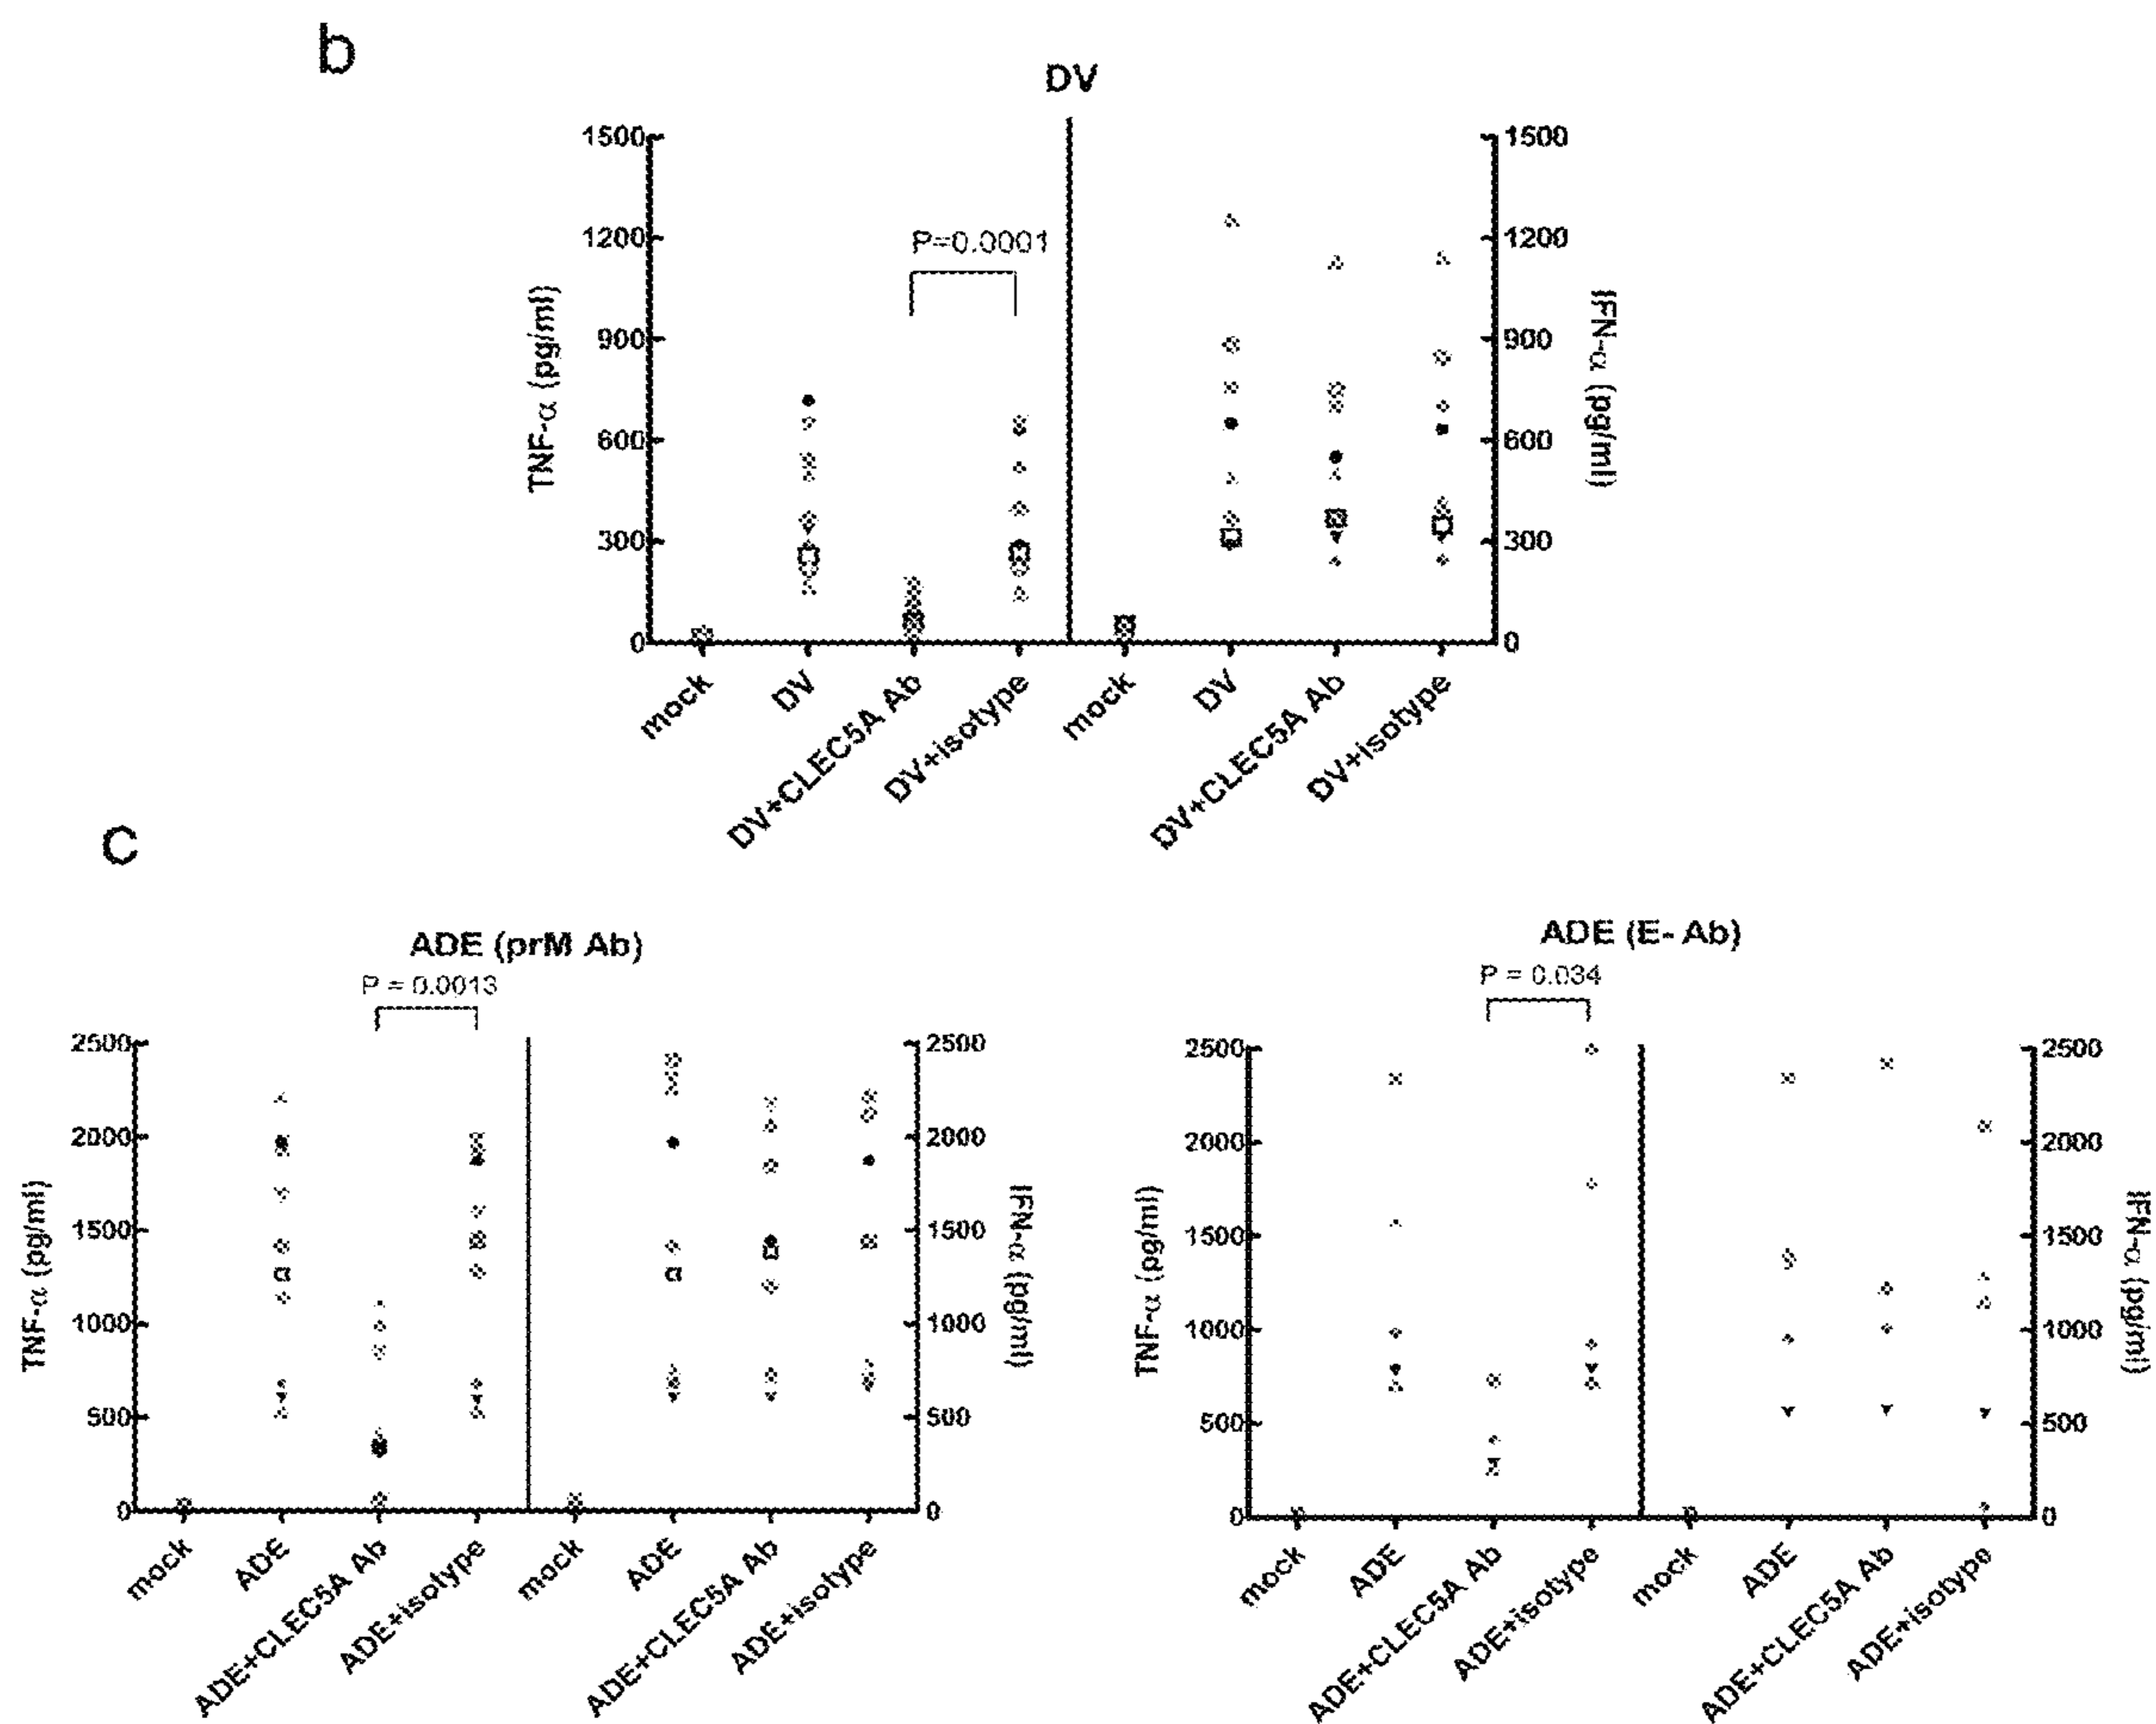 b
DV
1500
1200
900
600
300
0
TNF-α (pg/ml)
P=0.0001
1500
1200
900
600
300
0
IFN-α (pg/ml)
mock
DV
DV+CLEC5A Ab
DV+isotype
mock
DV
DV+CLEC5A Ab
DV+isotype
c
ADE (prM Ab)
P = 0.0013
2500
2000
1500
1000
500
0
TNF-α (pg/ml)
2500
2000
1500
1000
500
0
IFN-α (pg/ml)
mock
ADE
ADE+CLEC5A Ab
ADE+isotype
mock
ADE
ADE+CLEC5A Ab
ADE+isotype
ADE (E- Ab)
P = 0.034
2500
2000
1500
1000
500
0
TNF-α (pg/ml)
2500
2000
1500
1000
500
0
IFN-α (pg/ml)
mock
ADE
ADE+CLEC5A Ab
ADE+isotype
mock
ADE
ADE+CLEC5A Ab
ADE+isotype